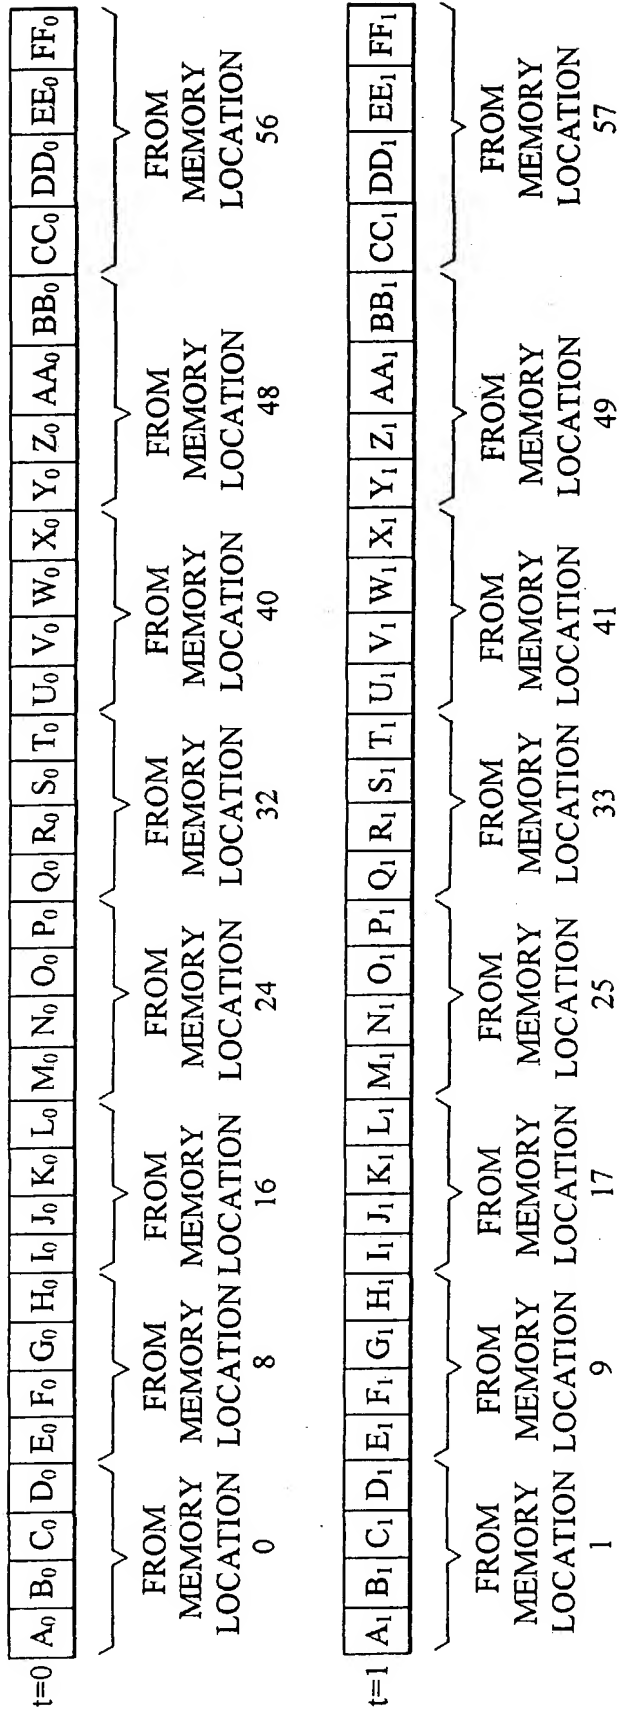 t=0 A₀ B₀ C₀ D₀ E₀ F₀ G₀ H₀ I₀ J₀ K₀ L₀ M₀ N₀ O₀ P₀ Q₀ R₀ S₀ T₀ U₀ V₀ W₀ X₀ Y₀ Z₀ AA₀ BB₀ CC₀ DD₀ EE₀ FF₀
FROM FROM FROM FROM FROM FROM FROM FROM
MEMORY MEMORY MEMORY MEMORY MEMORY MEMORY MEMORY MEMORY
LOCATION LOCATION LOCATION LOCATION LOCATION LOCATION LOCATION LOCATION
0 8 16 24 32 40 48 56
t=1 A₁ B₁ C₁ D₁ E₁ F₁ G₁ H₁ I₁ J₁ K₁ L₁ M₁ N₁ O₁ P₁ Q₁ R₁ S₁ T₁ U₁ V₁ W₁ X₁ Y₁ Z₁ AA₁ BB₁ CC₁ DD₁ EE₁ FF₁
FROM FROM FROM FROM FROM FROM FROM FROM
MEMORY MEMORY MEMORY MEMORY MEMORY MEMORY MEMORY MEMORY
LOCATION LOCATION LOCATION LOCATION LOCATION LOCATION LOCATION LOCATION
1 9 17 25 33 41 49 57